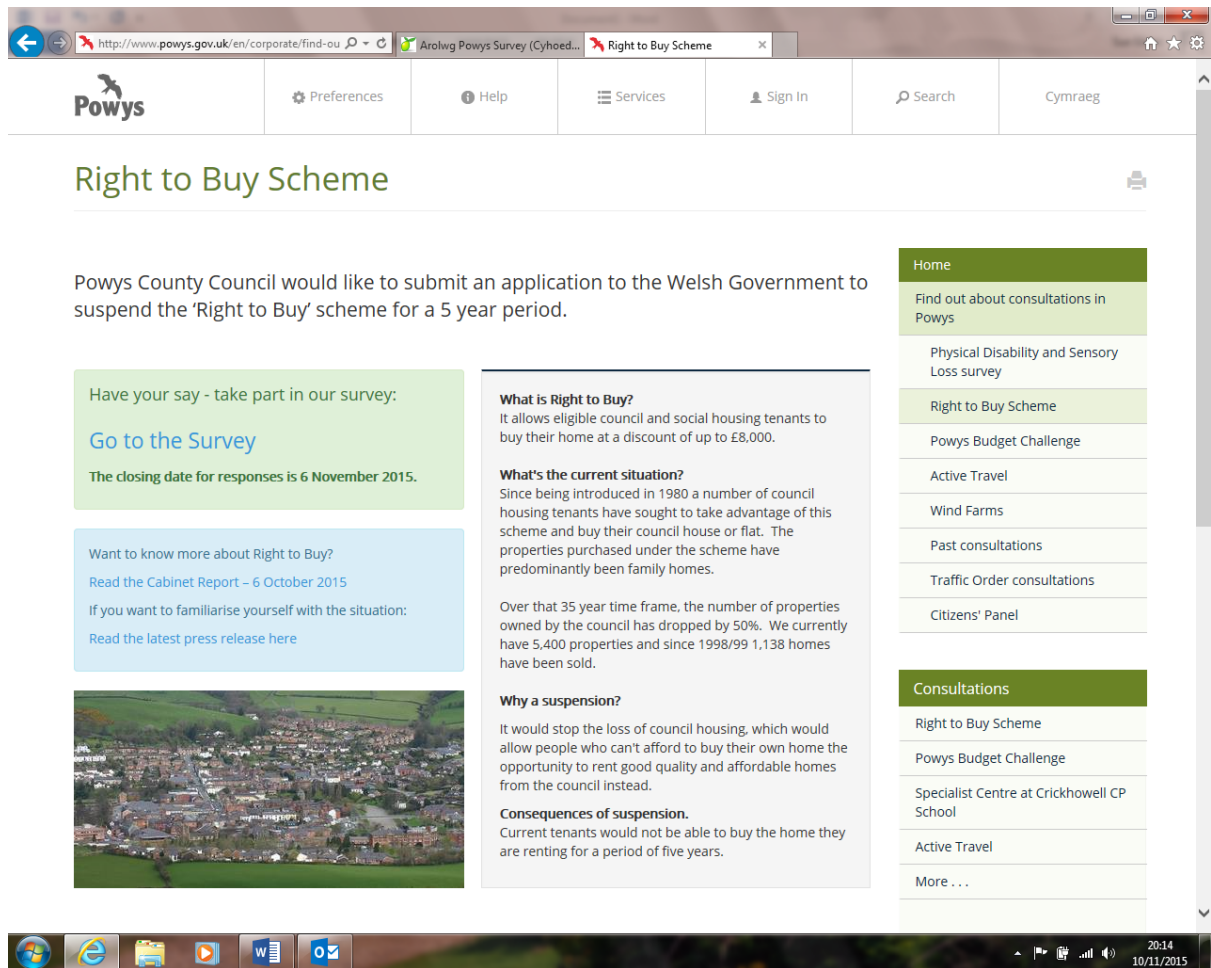 http://www.powys.gov.uk/en/corporate/find-ou
Arolwg Powys Survey (Cyhoed...
Right to Buy Scheme
Powys
Preferences
Help
Services
Sign In
Search
Cymraeg
Right to Buy Scheme
Powys County Council would like to submit an application to the Welsh Government to
suspend the ‘Right to Buy’ scheme for a 5 year period.
Have your say - take part in our survey:
Go to the Survey
The closing date for responses is 6 November 2015.
Want to know more about Right to Buy?
Read the Cabinet Report – 6 October 2015
If you want to familiarise yourself with the situation:
Read the latest press release here
What is Right to Buy?
It allows eligible council and social housing tenants to
buy their home at a discount of up to £8,000.
What's the current situation?
Since being introduced in 1980 a number of council
housing tenants have sought to take advantage of this
scheme and buy their council house or flat. The
properties purchased under the scheme have
predominantly been family homes.
Over that 35 year time frame, the number of properties
owned by the council has dropped by 50%. We currently
have 5,400 properties and since 1998/99 1,138 homes
have been sold.
Why a suspension?
It would stop the loss of council housing, which would
allow people who can't afford to buy their own home the
opportunity to rent good quality and affordable homes
from the council instead.
Consequences of suspension.
Current tenants would not be able to buy the home they
are renting for a period of five years.
Home
Find out about consultations in
Powys
Physical Disability and Sensory
Loss survey
Right to Buy Scheme
Powys Budget Challenge
Active Travel
Wind Farms
Past consultations
Traffic Order consultations
Citizens' Panel
Consultations
Right to Buy Scheme
Powys Budget Challenge
Specialist Centre at Crickhowell CP
School
Active Travel
More . . .
20:14
10/11/2015